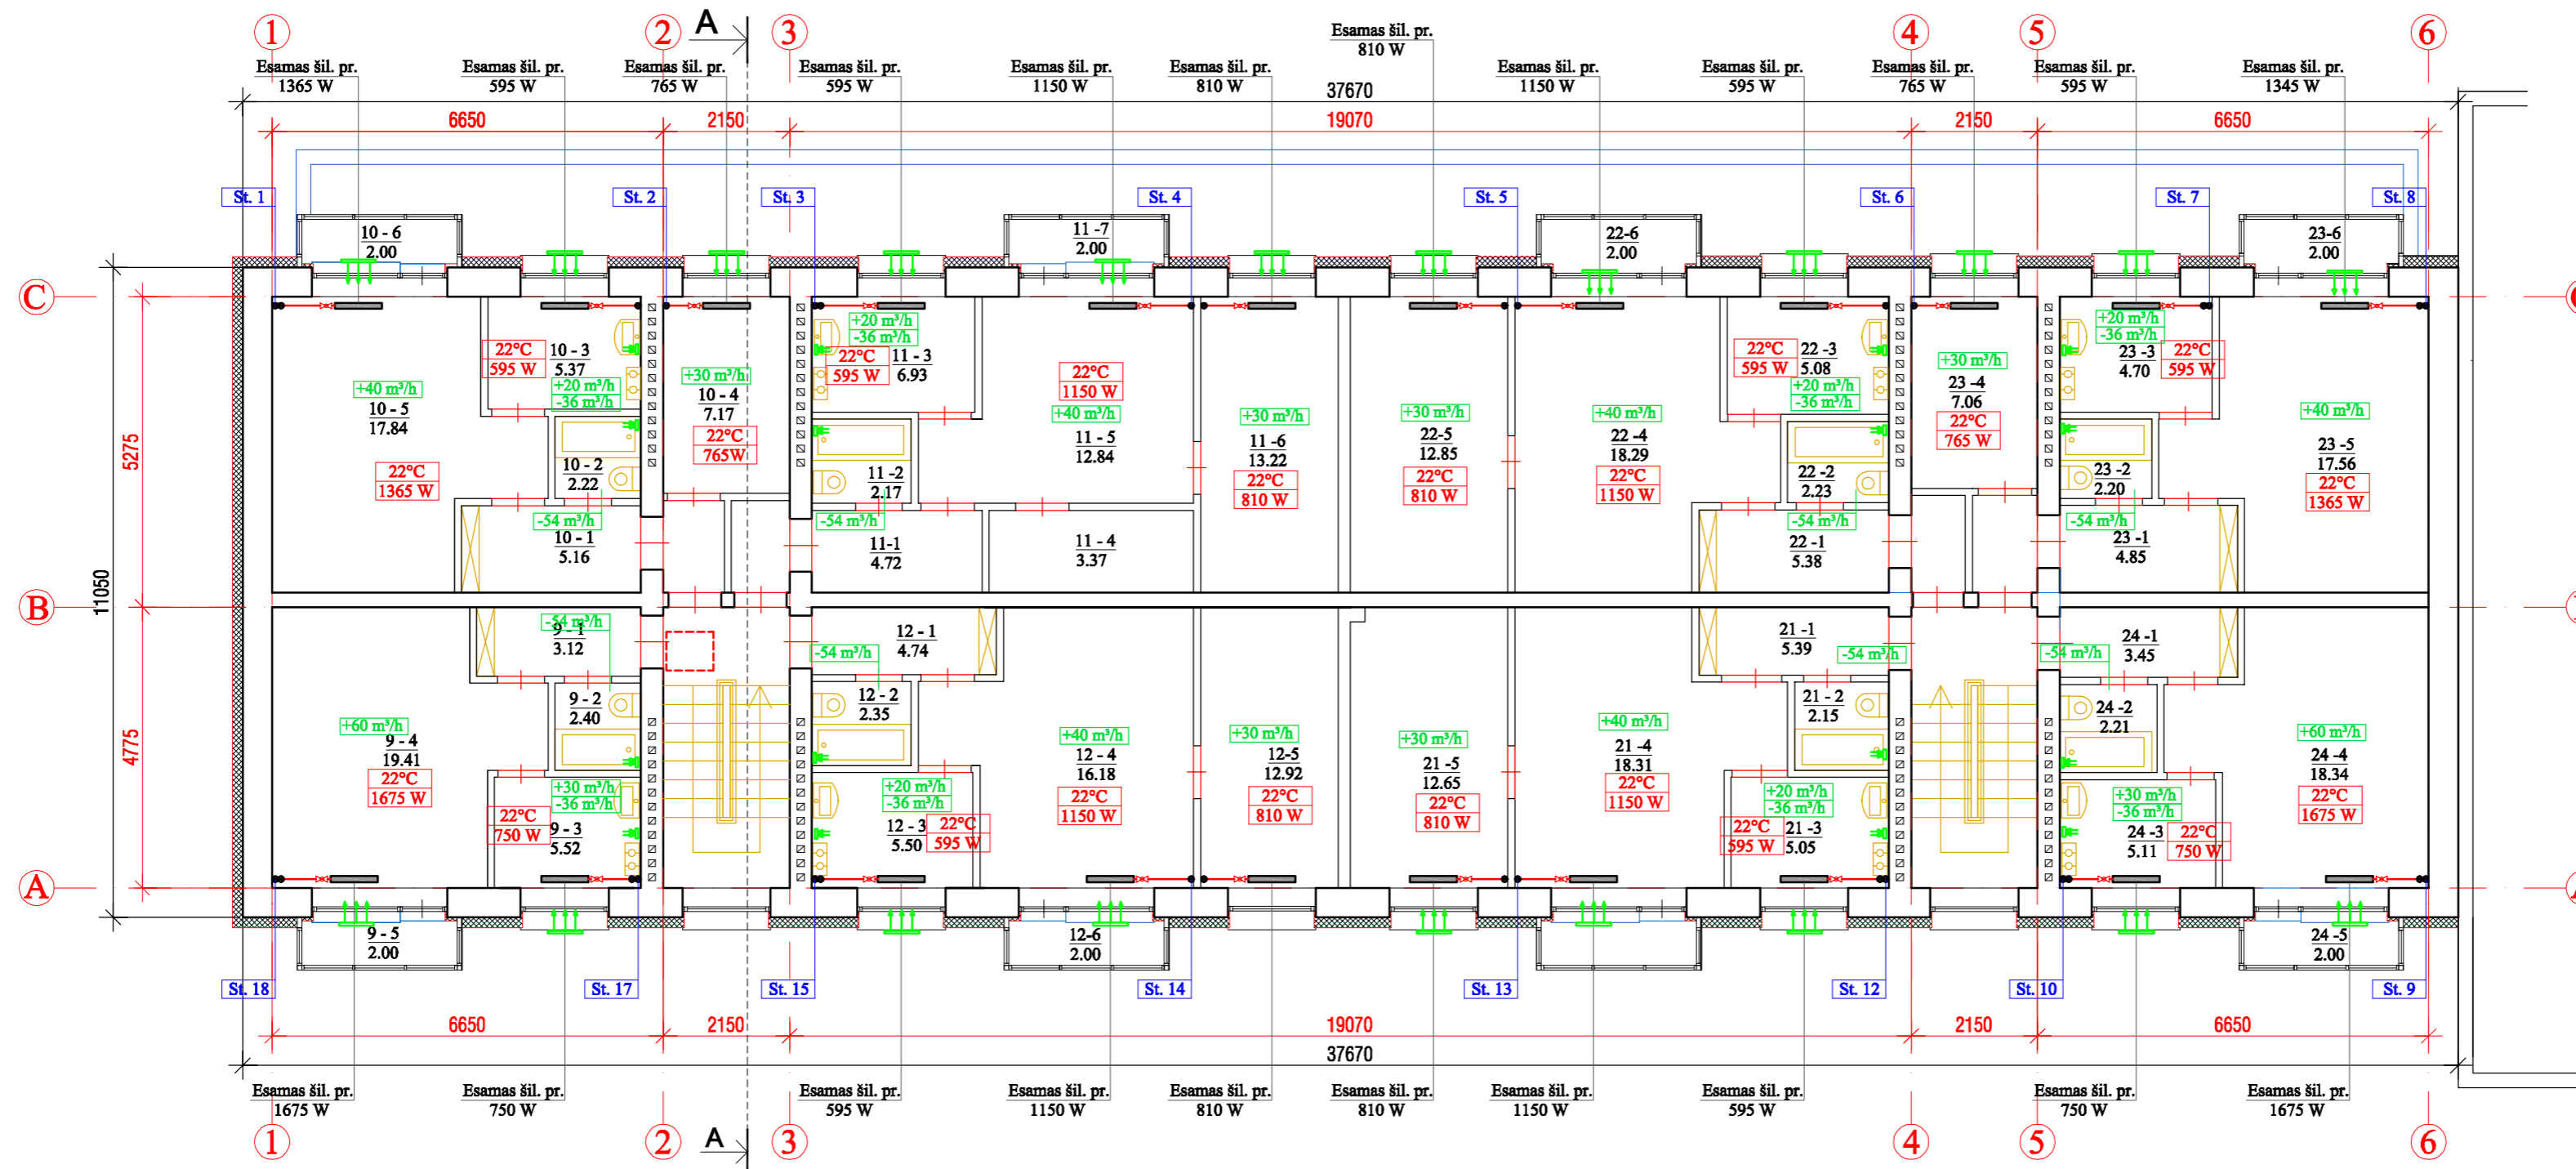 1
2
A
3
4
5
6
Esamas šil. pr.
1365 W
Esamas šil. pr.
595 W
Esamas šil. pr.
765 W
Esamas šil. pr.
595 W
Esamas šil. pr.
1150 W
Esamas šil. pr.
810 W
Esamas šil. pr.
810 W
Esamas šil. pr.
1150 W
Esamas šil. pr.
595 W
Esamas šil. pr.
765 W
Esamas šil. pr.
595 W
Esamas šil. pr.
1345 W
37670
6650
2150
19070
2150
6650
St. 1
St. 2
St. 3
St. 4
St. 5
St. 6
St. 7
St. 8
10 - 6
2.00
11 -7
2.00
22-6
2.00
23-6
2.00
C
B
A
5275
4775
11050
+40 m³/h
10 - 5
17.84
22°C
1365 W
22°C
595 W
10 - 3
5.37
+20 m³/h
-36 m³/h
10 - 2
2.22
-54 m³/h
10 - 1
5.16
+30 m³/h
10 - 4
7.17
22°C
765W
+20 m³/h
-36 m³/h
22°C
595 W
11 - 3
6.93
11 -2
2.17
-54 m³/h
11-1
4.72
22°C
1150 W
+40 m³/h
11 - 5
12.84
11 - 4
3.37
+30 m³/h
11 -6
13.22
22°C
810 W
+30 m³/h
22-5
12.85
22°C
810 W
+40 m³/h
22 -4
18.29
22°C
1150 W
22°C
595 W
22 -3
5.08
+20 m³/h
-36 m³/h
22 -2
2.23
-54 m³/h
22 -1
5.38
+30 m³/h
23 -4
7.06
22°C
765 W
+20 m³/h
-36 m³/h
23 -3
4.70
22°C
595 W
23 -2
2.20
-54 m³/h
23 -1
4.85
+40 m³/h
23 -5
17.56
22°C
1365 W
-54 m³/h
9 - 1
3.12
9 - 2
2.40
+60 m³/h
9 - 4
19.41
22°C
1675 W
+30 m³/h
-36 m³/h
22°C
750 W
9 - 3
5.52
9 - 5
2.00
12 - 1
4.74
-54 m³/h
12 - 2
2.35
+20 m³/h
-36 m³/h
12 - 3
5.50
22°C
595 W
+40 m³/h
12 - 4
16.18
22°C
1150 W
12-6
2.00
+30 m³/h
12-5
12.92
22°C
810 W
+30 m³/h
21 -5
12.65
22°C
810 W
+40 m³/h
21 -4
18.31
22°C
1150 W
21 -1
5.39
-54 m³/h
21 - 2
2.15
+20 m³/h
-36 m³/h
22°C
595 W
21 -3
5.05
24 -1
3.45
-54 m³/h
24 -2
2.21
+30 m³/h
-36 m³/h
24 -3
5.11
22°C
750 W
+60 m³/h
24 -4
18.34
22°C
1675 W
24 -5
2.00
St. 18
St. 17
St. 15
St. 14
St. 13
St. 12
St. 10
St. 9
6650
2150
19070
2150
6650
37670
Esamas šil. pr.
1675 W
Esamas šil. pr.
750 W
Esamas šil. pr.
595 W
Esamas šil. pr.
1150 W
Esamas šil. pr.
810 W
Esamas šil. pr.
810 W
Esamas šil. pr.
1150 W
Esamas šil. pr.
595 W
Esamas šil. pr.
750 W
Esamas šil. pr.
1675 W
1
2
A
3
4
5
6